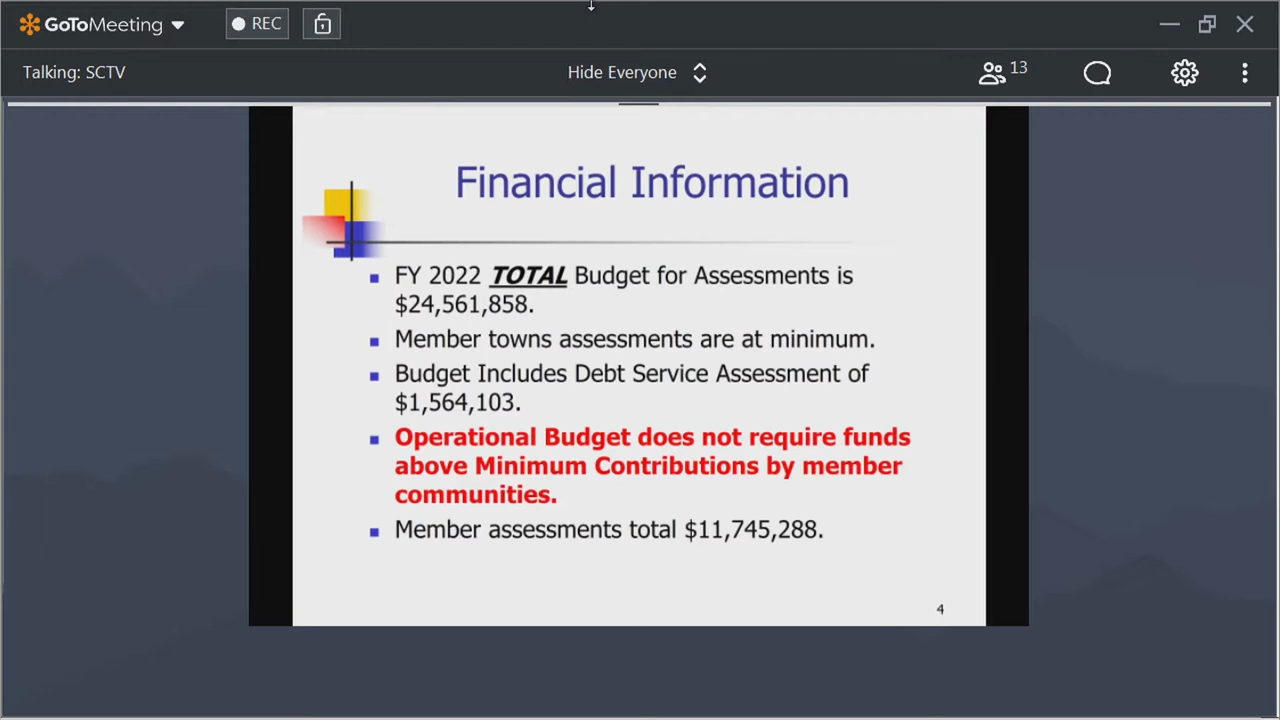 GoToMeeting
REC
Talking: SCTV
Hide Everyone
13
Financial Information
FY 2022 TOTAL Budget for Assessments is
$24,561,858.
Member towns assessments are at minimum.
Budget Includes Debt Service Assessment of
$1,564,103.
Operational Budget does not require funds
above Minimum Contributions by member
communities.
Member assessments total $11,745,288.
4